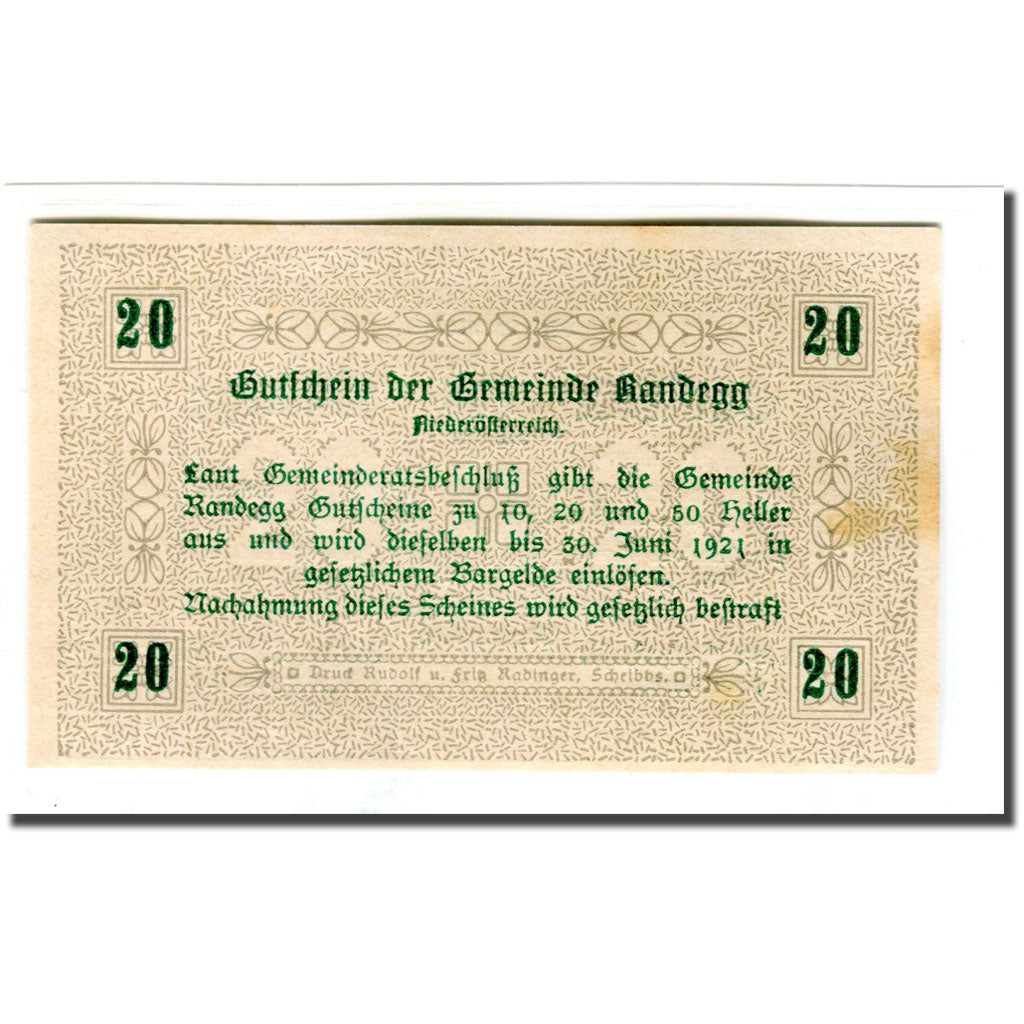 20 20
Gutschein der Gemeinde Randegg
Niederösterreich.
Laut Gemeinderatsbeschluß gibt die Gemeinde
Randegg Gutscheine zu 10, 20 und 50 Heller
aus und wird dieselben bis 30. Juni 1921 in
gesetzlichem Bargelde einlösen.
Nachahmung dieses Scheines wird gesetzlich bestraft
20 20
Druck Rudolf u. Fritz Radinger, Scheibbs.